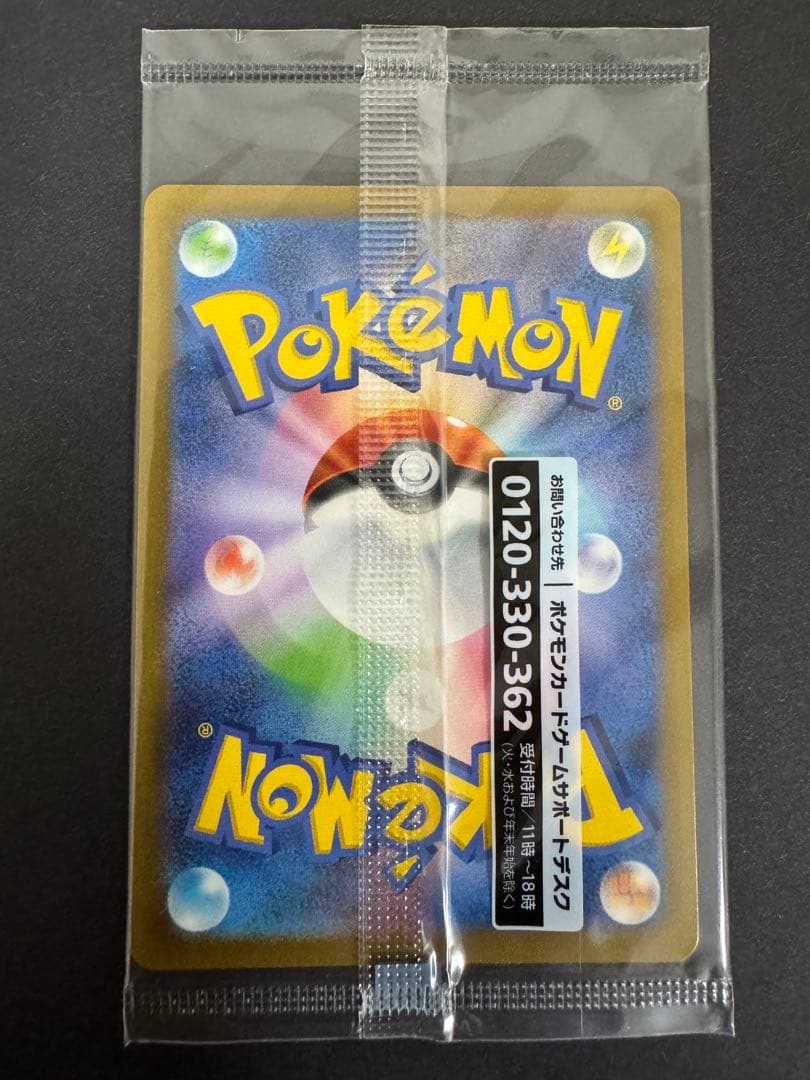 POKéMON
®
お問い合わせ先 | ポケモンカードゲームサポートデスク
0120-330-362 受付時間/11時～18時
(火・水および年末年始を除く)
POKéMON
®